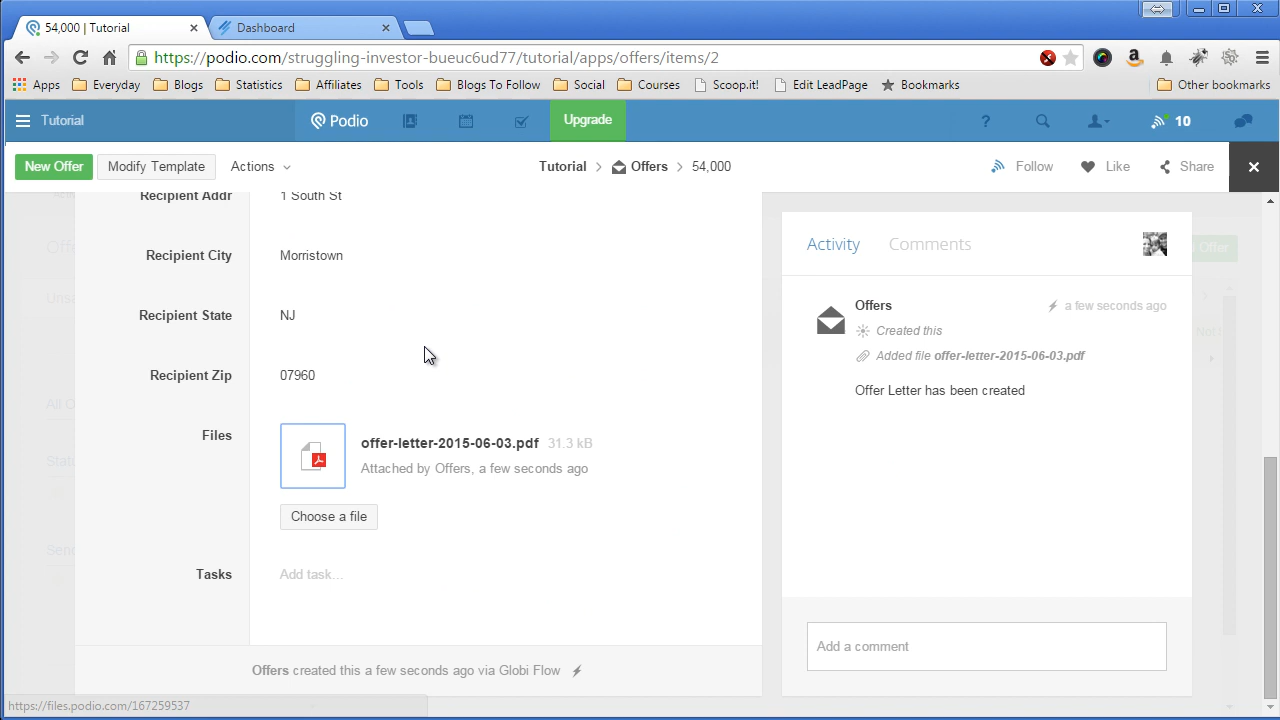 54,000 | Tutorial
Dashboard
https://podio.com/struggling-investor-bueuc6ud77/tutorial/apps/offers/items/2
Apps Everyday Blogs Statistics Affiliates Tools Blogs To Follow Social Courses Scoop.it! Edit LeadPage Bookmarks Other bookmarks
Tutorial Podio Upgrade ? 10
New Offer Modify Template Actions Tutorial > Offers > 54,000 Follow Like Share
Recipient Addr 1 South St
Recipient City Morristown
Recipient State NJ
Recipient Zip 07960
Files offer-letter-2015-06-03.pdf 31.3 kB
Attached by Offers, a few seconds ago
Choose a file
Tasks Add task...
Offers created this a few seconds ago via Globi Flow
Activity Comments
Offers a few seconds ago
Created this
Added file offer-letter-2015-06-03.pdf
Offer Letter has been created
Add a comment
https://files.podio.com/167259537